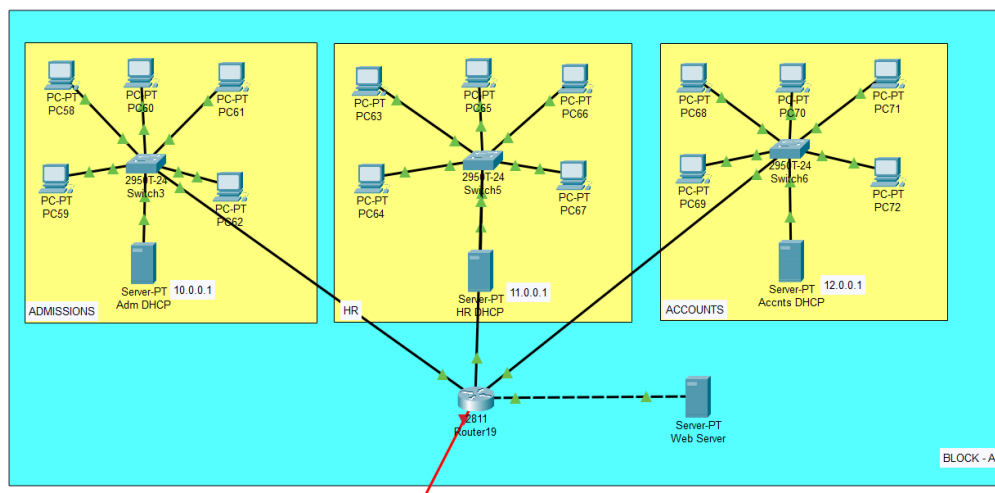 PC-PT
PC58
PC-PT
PC60
PC-PT
PC61
PC-PT
PC59
2950T-24
Switch3
PC-PT
PC62
Server-PT
Adm DHCP
10.0.0.1
ADMISSIONS
PC-PT
PC63
PC-PT
PC65
PC-PT
PC66
PC-PT
PC64
2950T-24
Switch5
PC-PT
PC67
Server-PT
HR DHCP
11.0.0.1
HR
PC-PT
PC68
PC-PT
PC70
PC-PT
PC71
PC-PT
PC69
2950T-24
Switch6
PC-PT
PC72
Server-PT
Accnts DHCP
12.0.0.1
ACCOUNTS
2811
Router19
Server-PT
Web Server
BLOCK - A